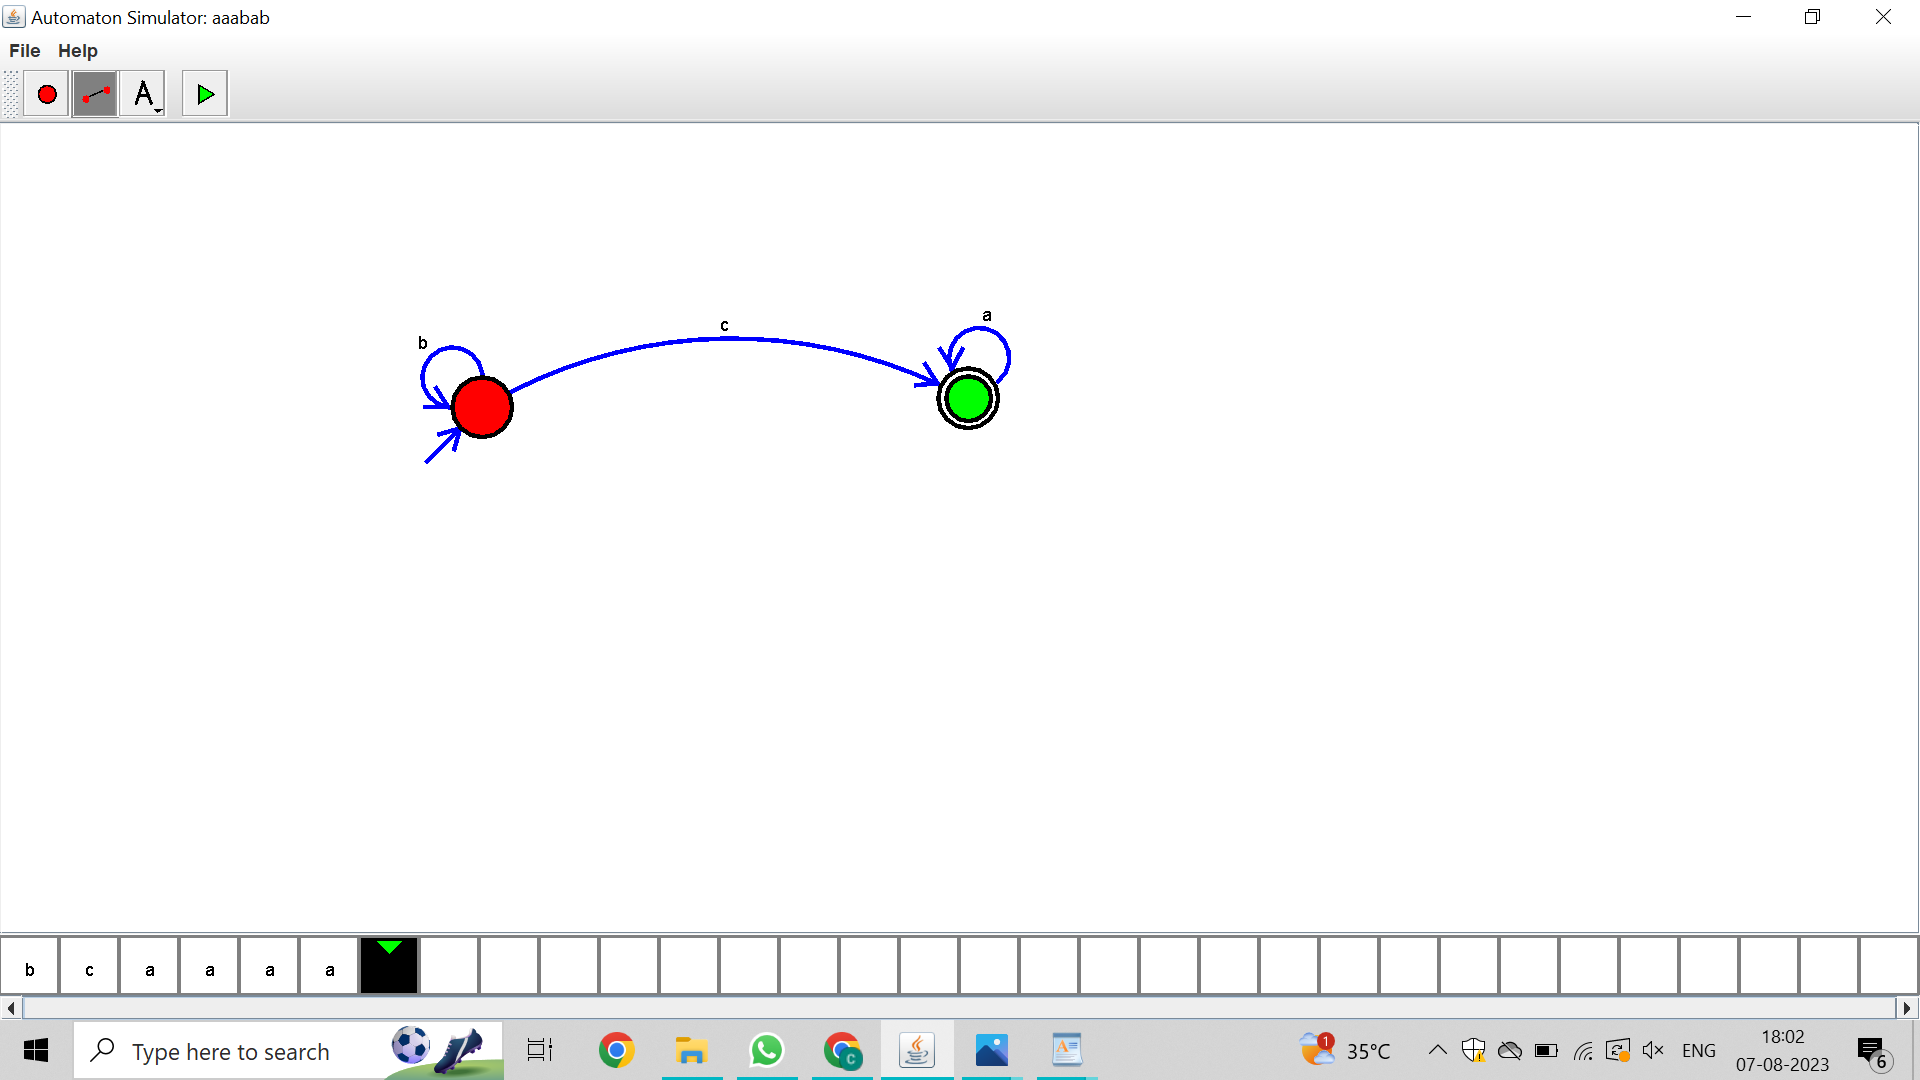 Automaton Simulator: aaabab
File Help
A
a
c
b
b c a a a a
Type here to search
C
1
35°C
ENG
18:02
07-08-2023
6